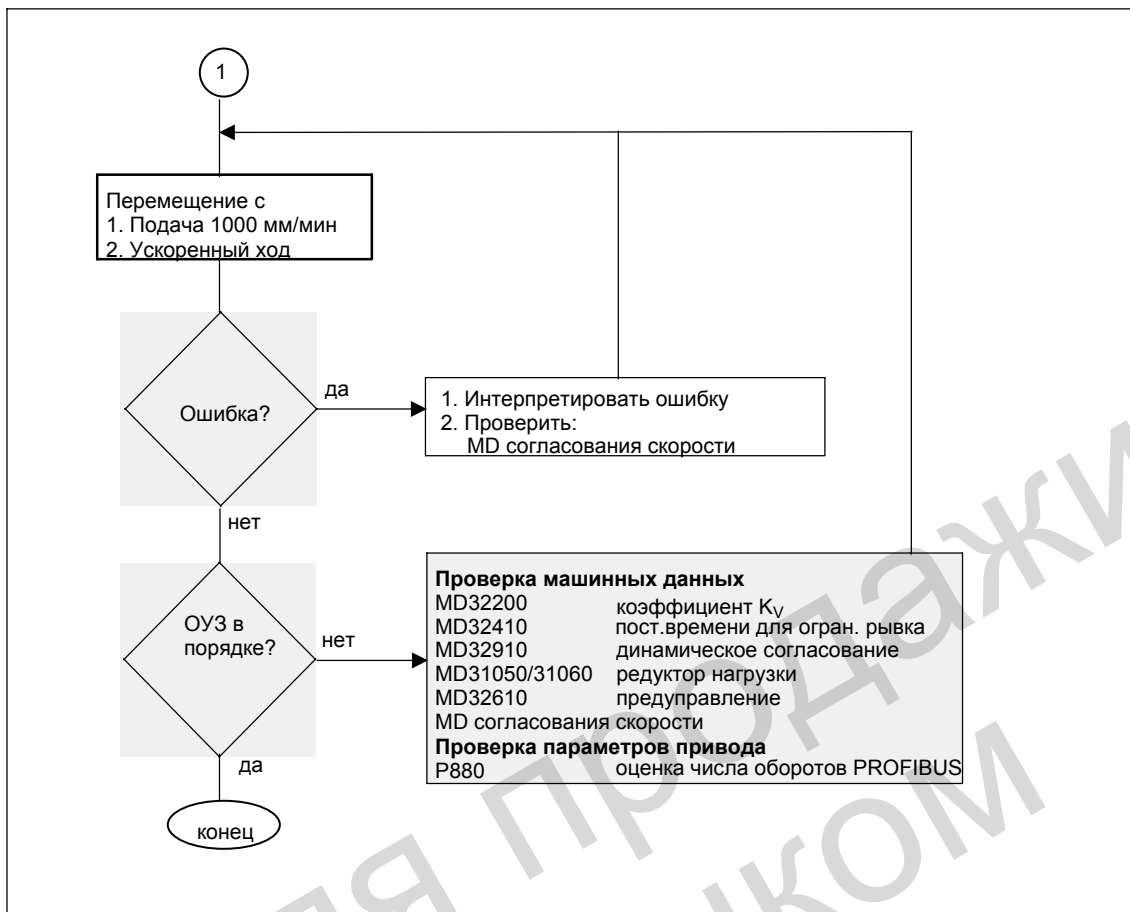 1
Перемещение с
1. Подача 1000 мм/мин
2. Ускоренный ход
Ошибка?
да
1. Интерпретировать ошибку
2. Проверить:
MD согласования скорости
нет
ОУЗ в
порядке?
нет
Проверка машинных данных
MD32200 коэффициент KV
MD32410 пост.времени для огран. рывка
MD32910 динамическое согласование
MD31050/31060 редуктор нагрузки
MD32610 предуправление
MD согласования скорости
Проверка параметров привода
P880 оценка числа оборотов PROFIBUS
да
конец